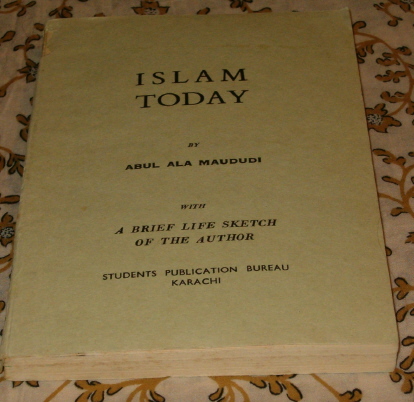 ISLAM
TODAY
BY
ABUL ALA MAUDUDI
WITH
A BRIEF LIFE SKETCH
OF THE AUTHOR
STUDENTS PUBLICATION BUREAU
KARACHI